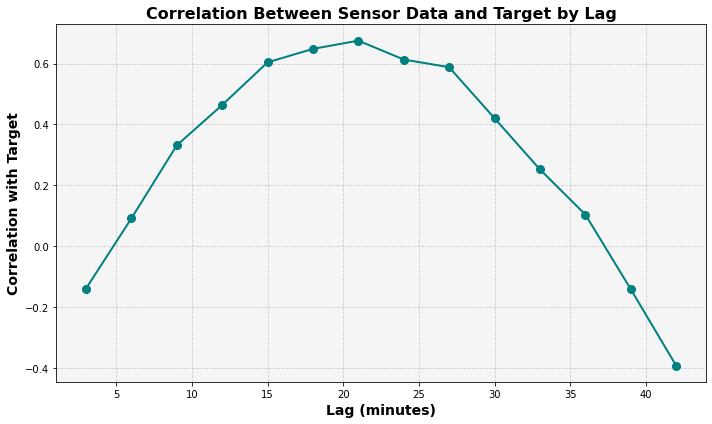 Correlation Between Sensor Data and Target by Lag
Correlation with Target
0.6
0.4
0.2
0.0
−0.2
−0.4
5 10 15 20 25 30 35 40
Lag (minutes)